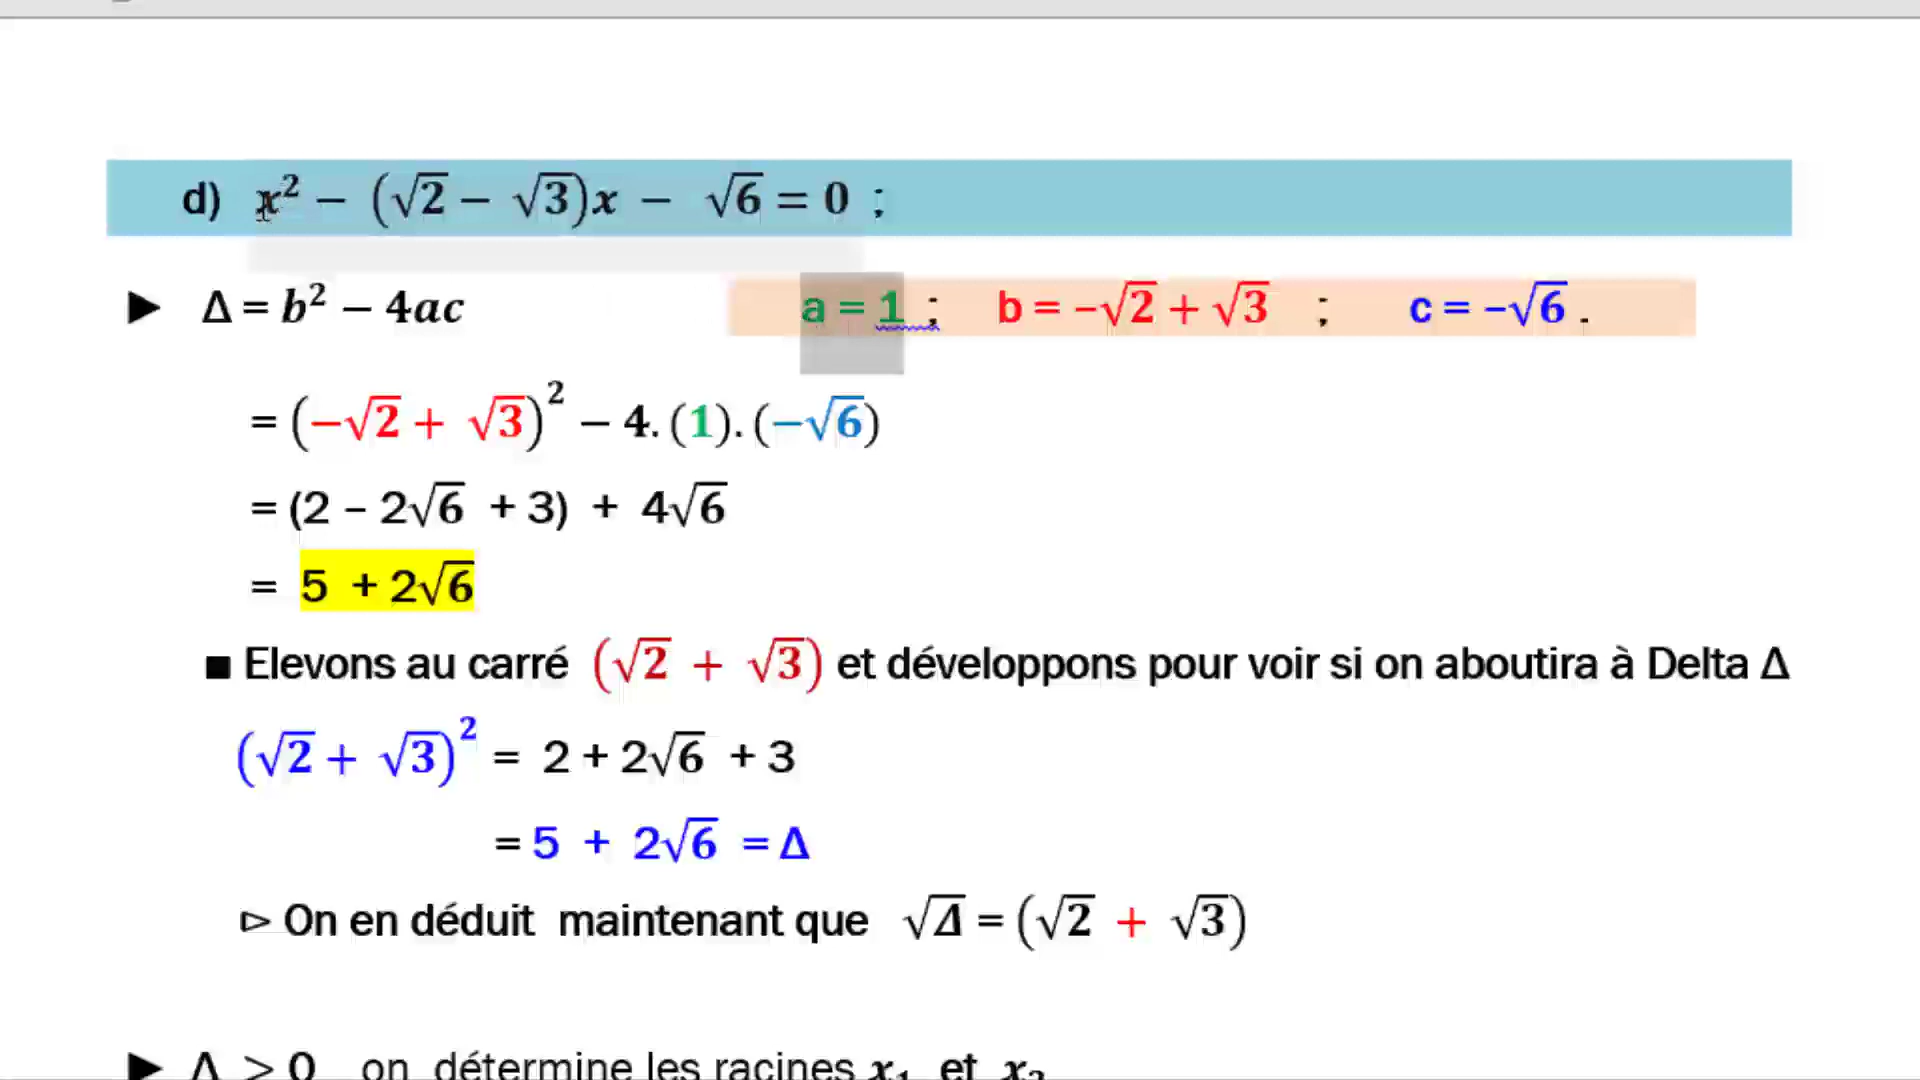 d) x² − (√2 − √3)x − √6 = 0 ;
► Δ = b² − 4ac a = 1 ; b = −√2 + √3 ; c = −√6 .
= (−√2 + √3)² − 4. (1). (−√6)
= (2 − 2√6 + 3) + 4√6
= 5 + 2√6
■ Elevons au carré (√2 + √3) et développons pour voir si on aboutira à Delta Δ
(√2 + √3)² = 2 + 2√6 + 3
= 5 + 2√6 = Δ
⊳ On en déduit maintenant que √Δ = (√2 + √3)
► Δ > 0 on détermine les racines x₁ et x₂